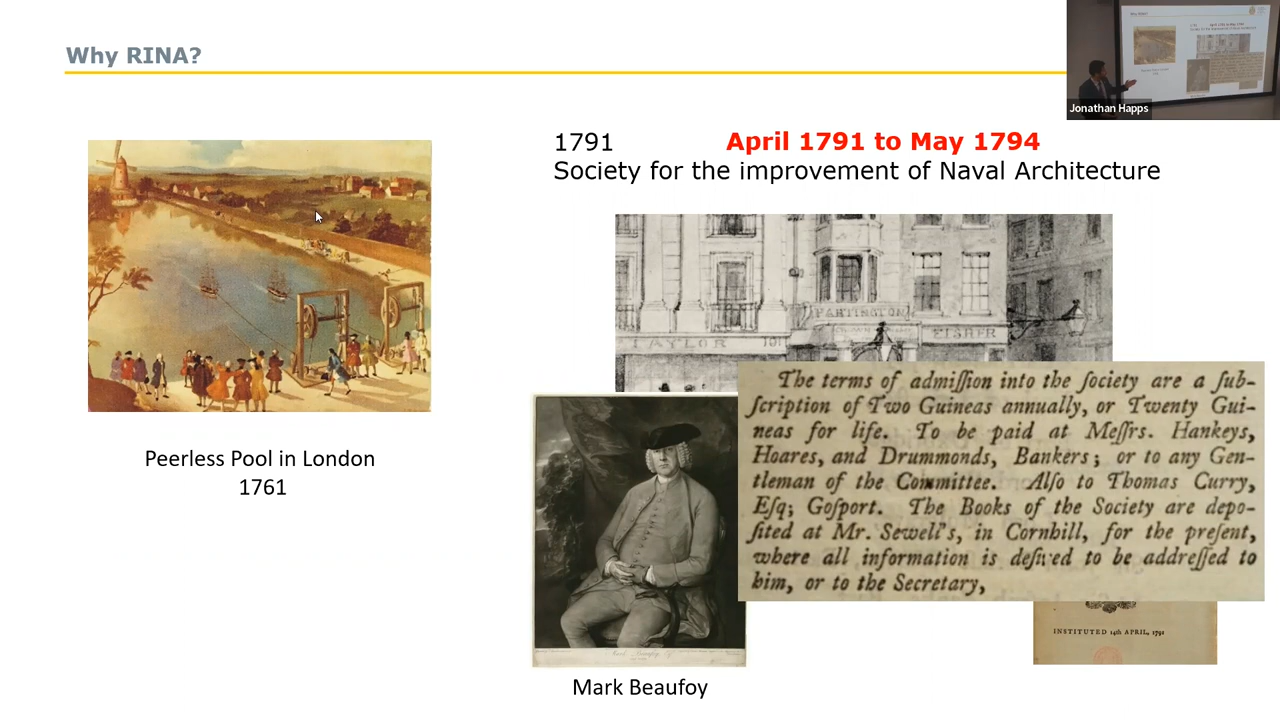 Why RINA?
Jonathan Happs
1791 April 1791 to May 1794
Society for the improvement of Naval Architecture
PARTINGTON
TAYLOR 101 FISHER
The terms of admiſſion into the ſociety are a ſub-
ſcription of Two Guineas annually, or Twenty Gui-
neas for life. To be paid at Meſſrs. Hankeys,
Hoares, and Drummonds, Bankers; or to any Gen-
tleman of the Committee. Alſo to Thomas Curry,
Eſq; Goſport. The Books of the Society are depo-
ſited at Mr. Sewell's, in Cornhill, for the preſent,
where all information is deſired to be addreſſed to
him, or to the Secretary,
INSTITUTED 14th APRIL, 1791
Peerless Pool in London
1761
Mark Beaufoy